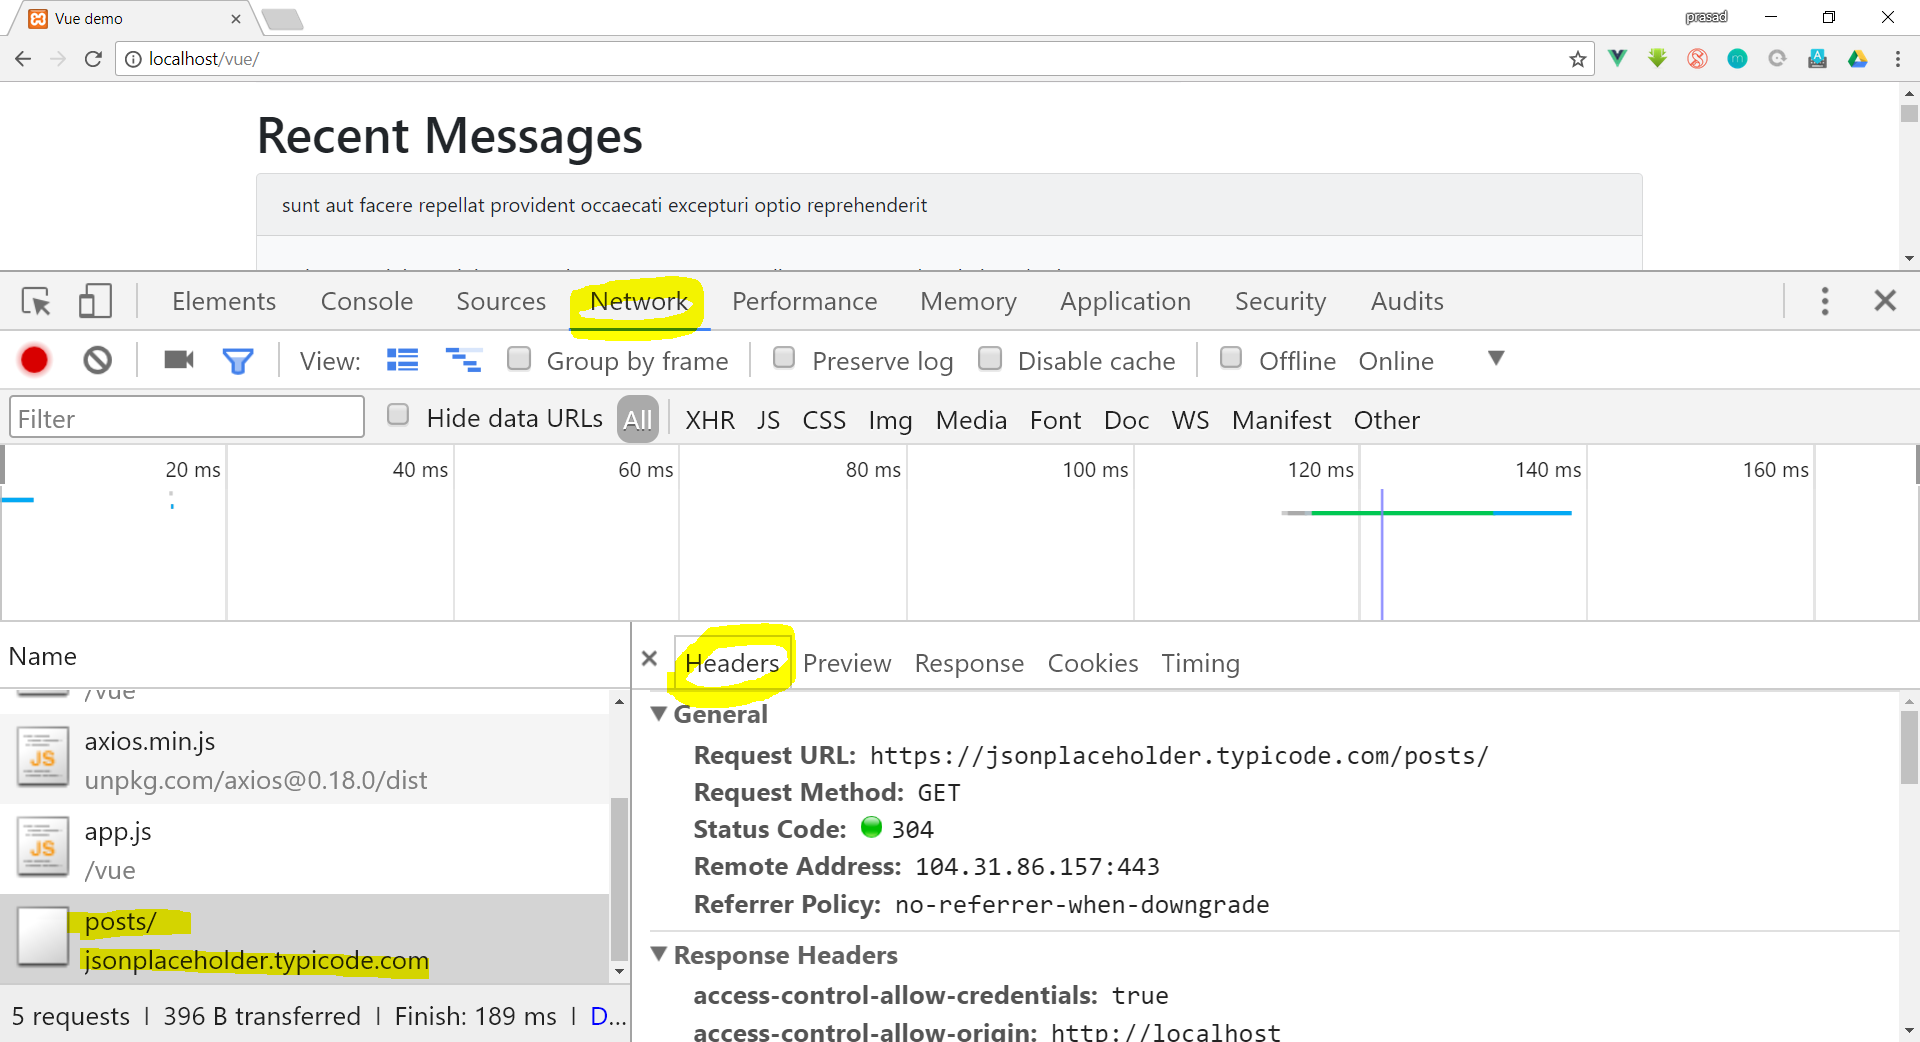 Vue demo
prasad
localhost/vue/
Recent Messages
sunt aut facere repellat provident occaecati excepturi optio reprehenderit
Elements Console Sources Network Performance Memory Application Security Audits
View: Group by frame Preserve log Disable cache Offline Online
Filter Hide data URLs All XHR JS CSS Img Media Font Doc WS Manifest Other
20 ms 40 ms 60 ms 80 ms 100 ms 120 ms 140 ms 160 ms
Name
Headers Preview Response Cookies Timing
/vue
axios.min.js
unpkg.com/axios@0.18.0/dist
app.js
/vue
posts/
jsonplaceholder.typicode.com
5 requests | 396 B transferred | Finish: 189 ms | D...
General
Request URL: https://jsonplaceholder.typicode.com/posts/
Request Method: GET
Status Code: 304
Remote Address: 104.31.86.157:443
Referrer Policy: no-referrer-when-downgrade
Response Headers
access-control-allow-credentials: true
access-control-allow-origin: http://localhost